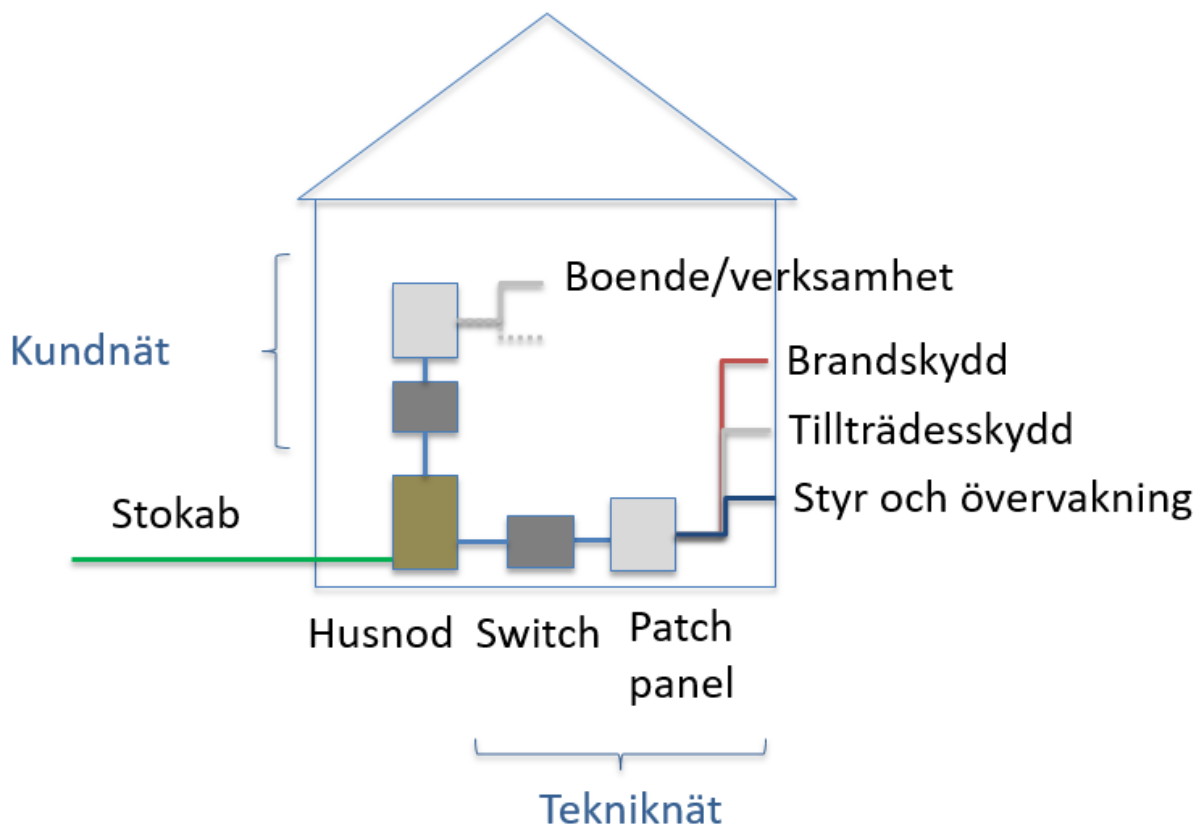 Boende/verksamhet
Kundnät
Brandskydd
Tillträdesskydd
Styr och övervakning
Stokab
Husnod
Switch
Patch
panel
Tekniknät